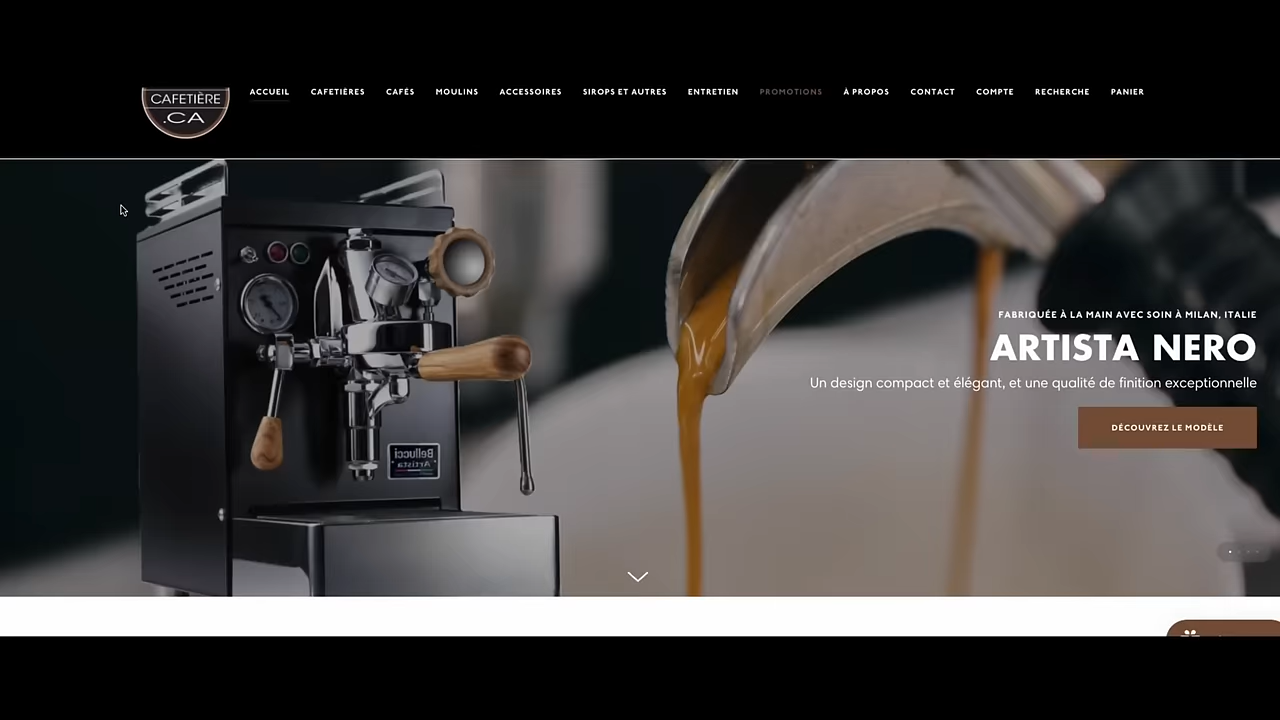 CAFETIÈRE
.CA
ACCUEIL CAFETIÈRES CAFÉS MOULINS ACCESSOIRES SIROPS ET AUTRES ENTRETIEN PROMOTIONS À PROPOS CONTACT COMPTE RECHERCHE PANIER
FABRIQUÉE À LA MAIN AVEC SOIN À MILAN, ITALIE
ARTISTA NERO
Un design compact et élégant, et une qualité de finition exceptionnelle
DÉCOUVREZ LE MODÈLE
Bellucci
Artista